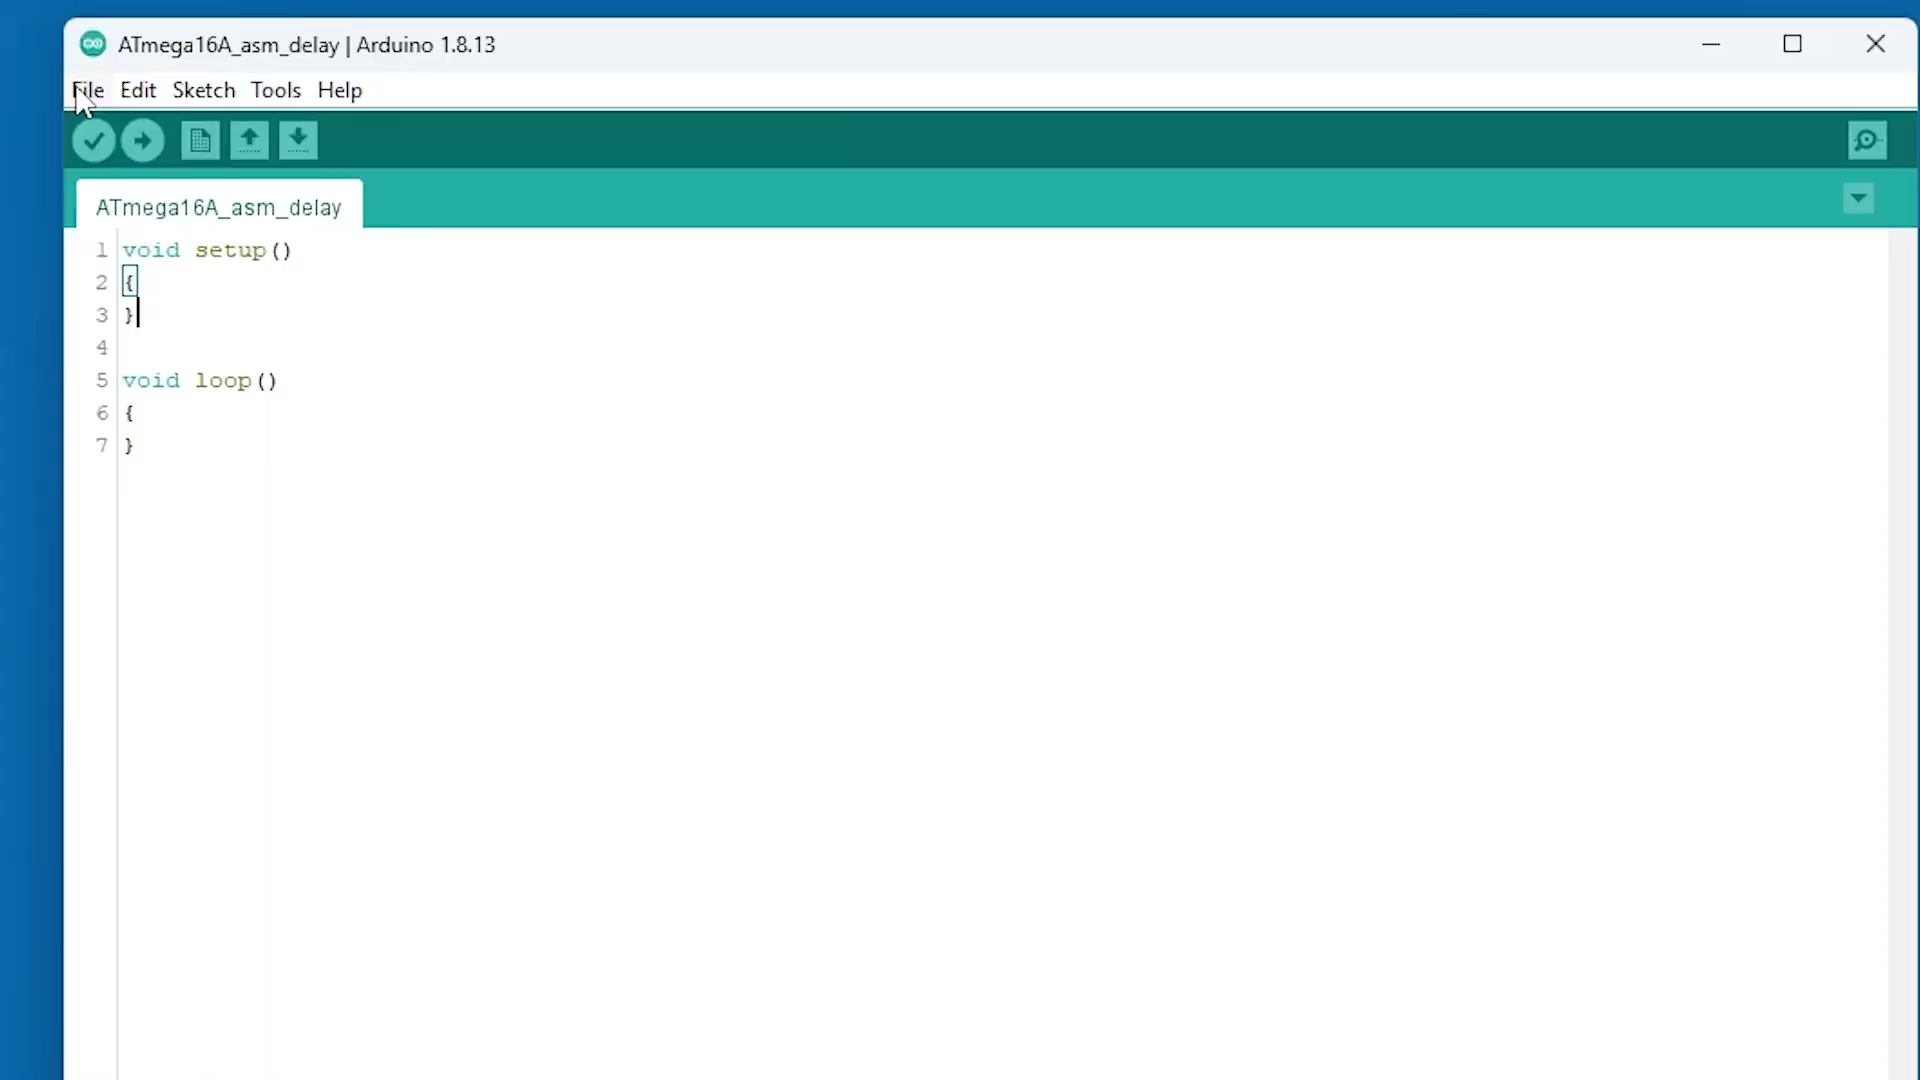 ATmega16A_asm_delay | Arduino 1.8.13
File Edit Sketch Tools Help
ATmega16A_asm_delay
1 void setup()
2 {
3 }
4
5 void loop()
6 {
7 }